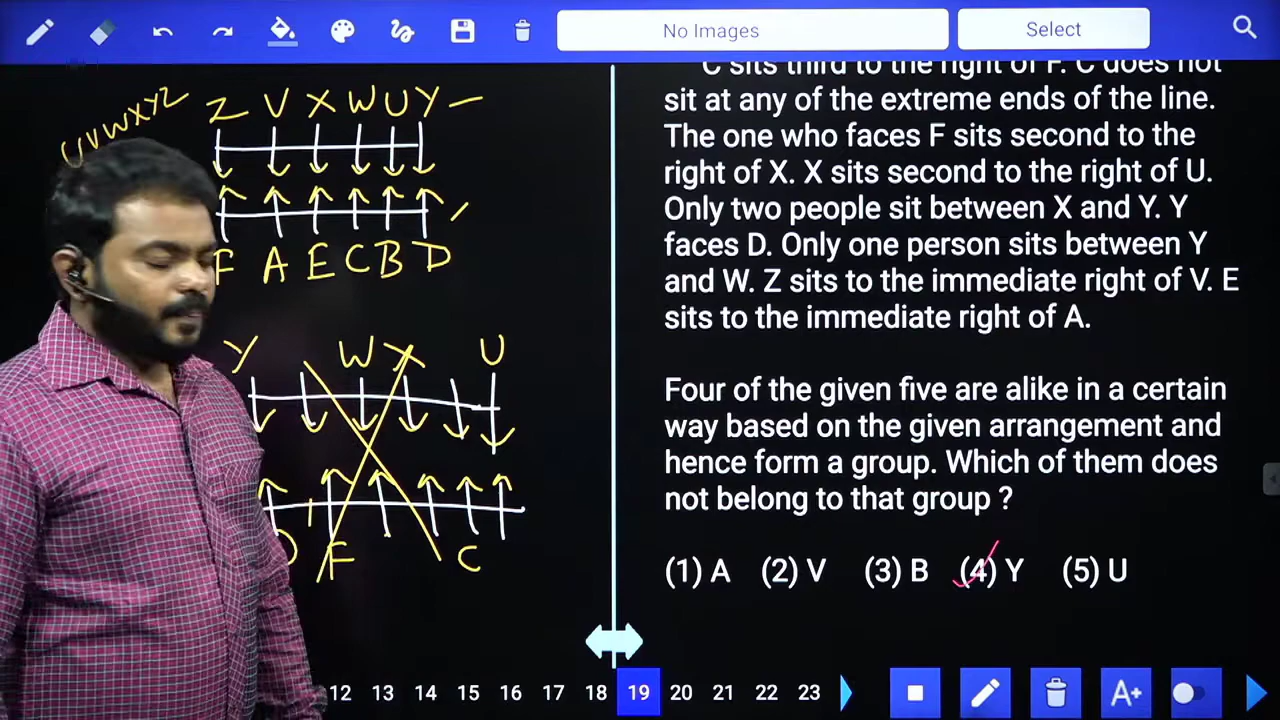 No Images
Select
UVWXYZ
Z V X W U Y
F A E C B D
Y W X U
D F C
C sits third to the right of F. C does not
sit at any of the extreme ends of the line.
The one who faces F sits second to the
right of X. X sits second to the right of U.
Only two people sit between X and Y. Y
faces D. Only one person sits between Y
and W. Z sits to the immediate right of V. E
sits to the immediate right of A.
Four of the given five are alike in a certain
way based on the given arrangement and
hence form a group. Which of them does
not belong to that group ?
(1) A (2) V (3) B (4) Y (5) U
12 13 14 15 16 17 18 19 20 21 22 23
A+